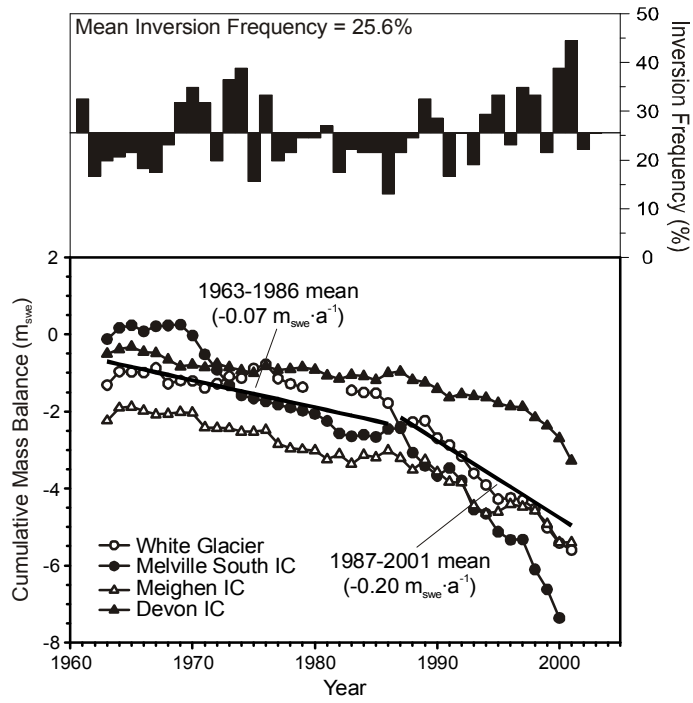 Mean Inversion Frequency = 25.6%
50
40
30
20
10
0
Inversion Frequency (%)
2
0
-2
-4
-6
-8
Cumulative Mass Balance (mswe)
1963-1986 mean
(-0.07 mswe·a-1)
1987-2001 mean
(-0.20 mswe·a-1)
White Glacier
Melville South IC
Meighen IC
Devon IC
1960 1970 1980 1990 2000
Year